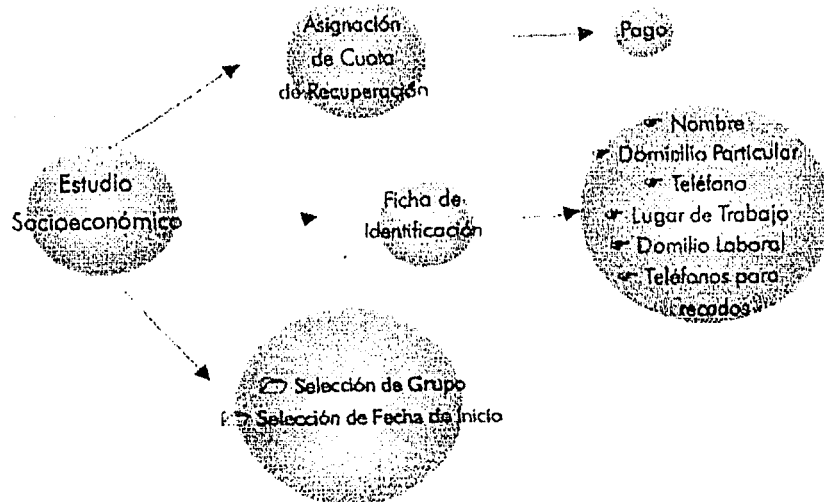 Asignación
de Cuota
de Recuperación
Pago
Estudio
Socioeconómico
Ficha de
Identificación
Nombre
Dominilio Particular
Teléfono
Lugar de Trabajo
Domilio Laboral
Teléfonos para
recados
Selección de Grupo
Selección de Fecha de Inicio